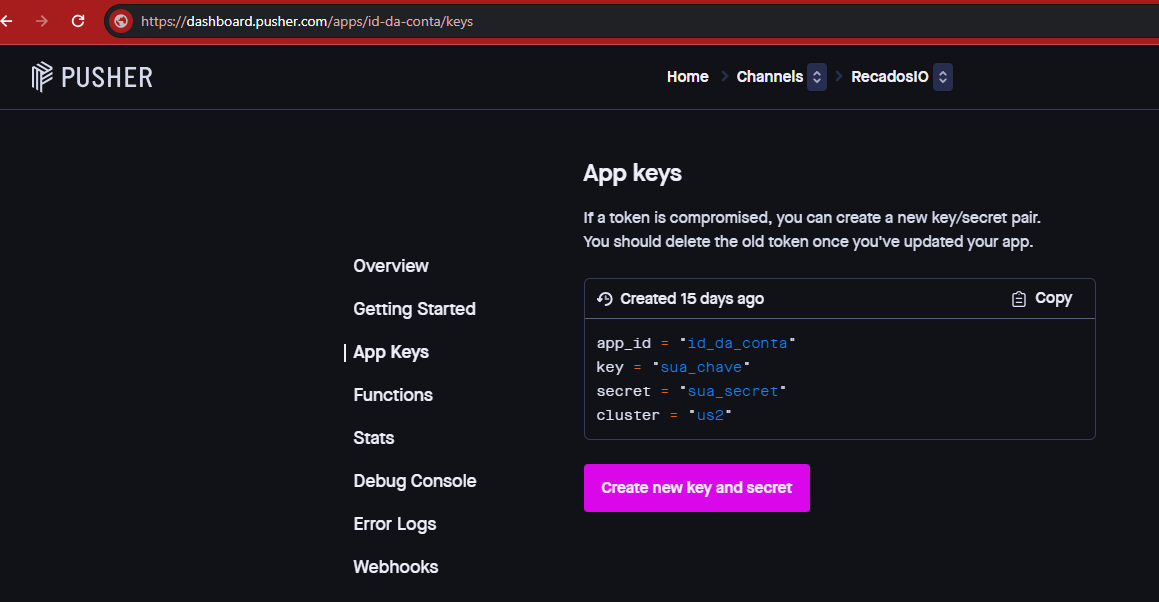 https://dashboard.pusher.com/apps/id-da-conta/keys
PUSHER
Home
Channels
RecadosIO
App keys
If a token is compromised, you can create a new key/secret pair.
You should delete the old token once you've updated your app.
Overview
Getting Started
App Keys
Functions
Stats
Debug Console
Error Logs
Webhooks
Created 15 days ago
Copy
app_id = "id_da_conta"
key = "sua_chave"
secret = "sua_secret"
cluster = "us2"
Create new key and secret